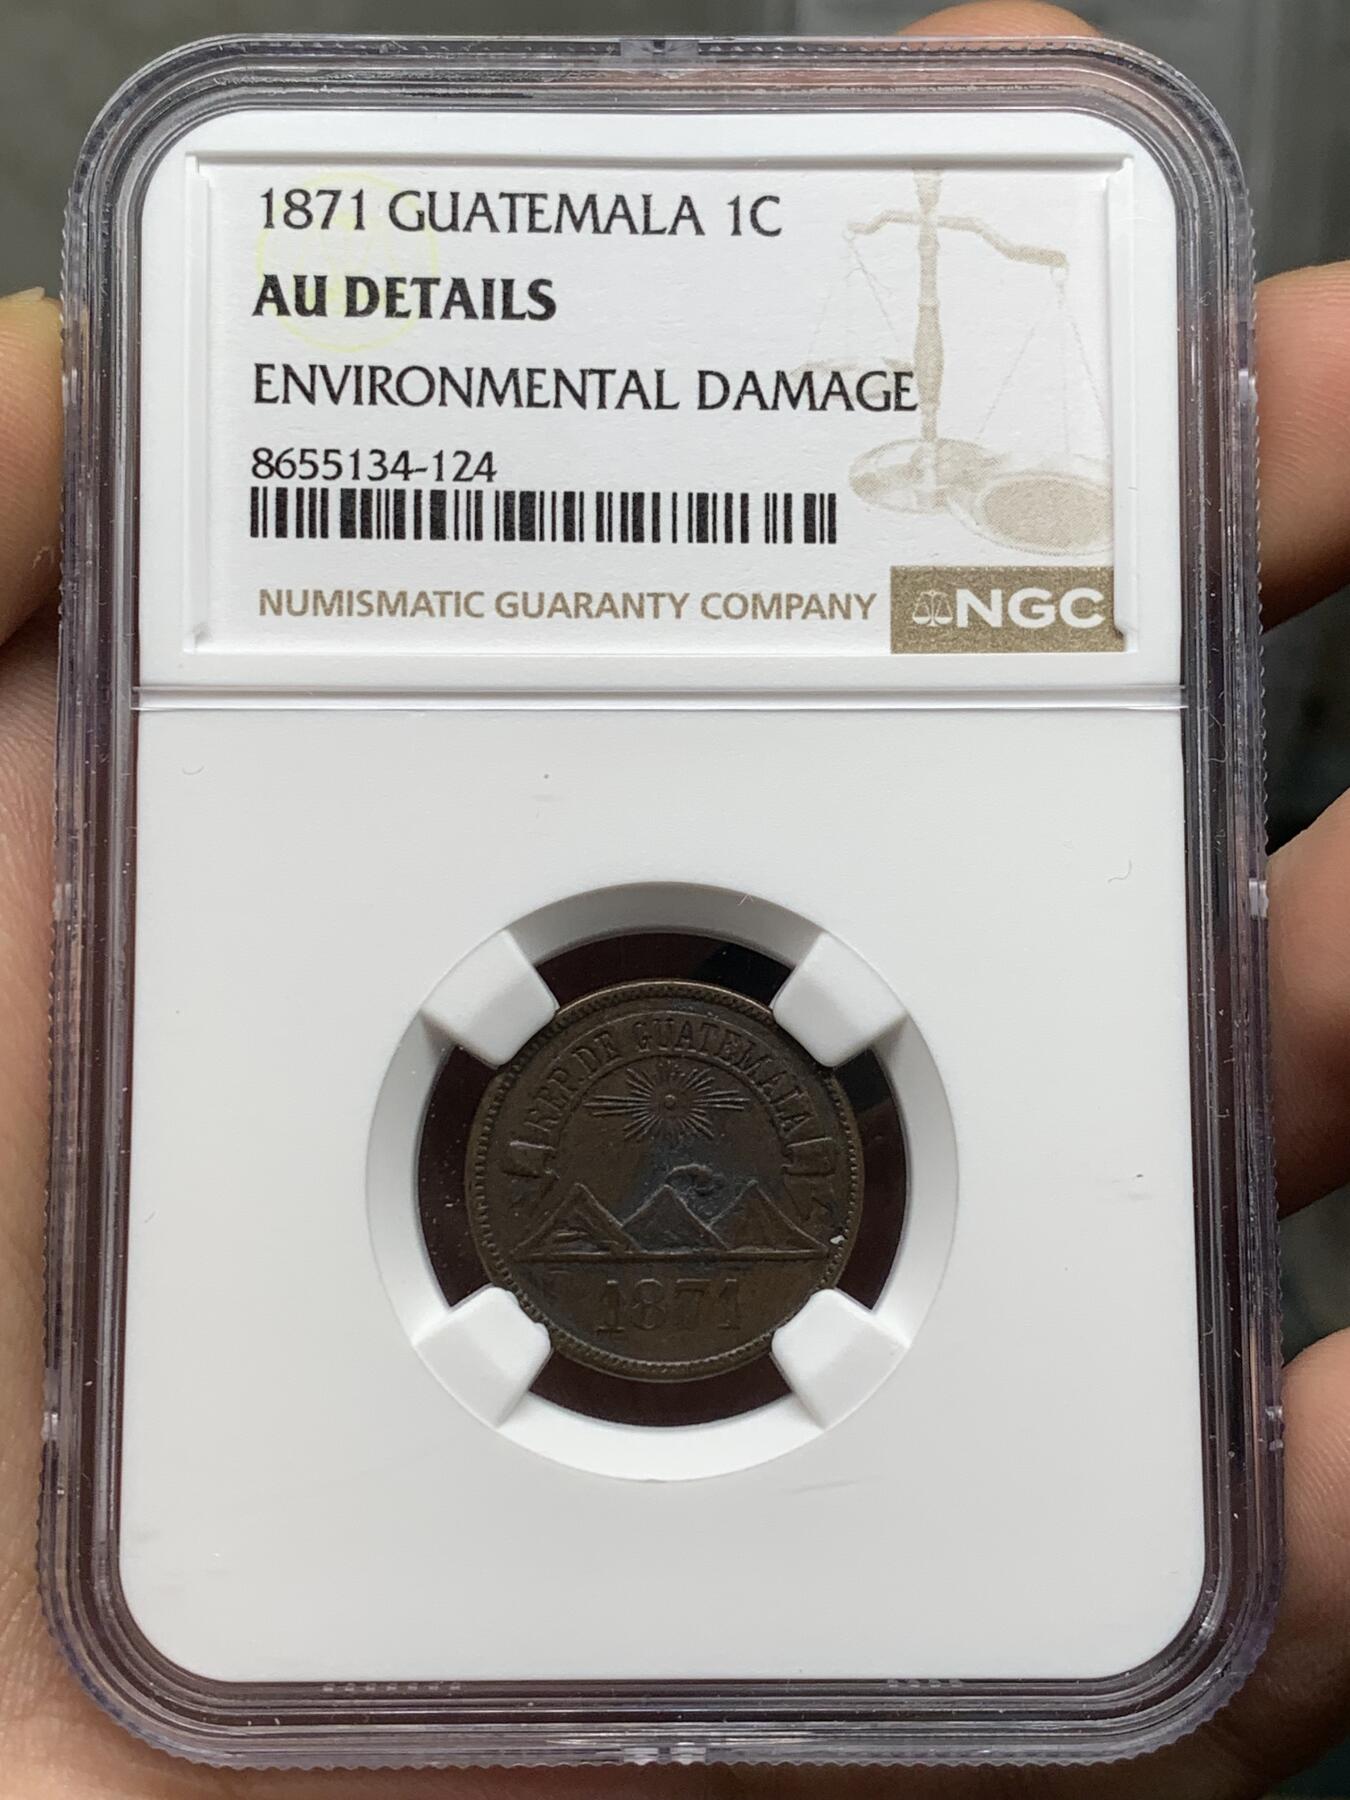 1871 GUATEMALA 1C
AU DETAILS
ENVIRONMENTAL DAMAGE
8655134-124
NUMISMATIC GUARANTY COMPANY
NGC
REP. DE GUATEMALA
1871